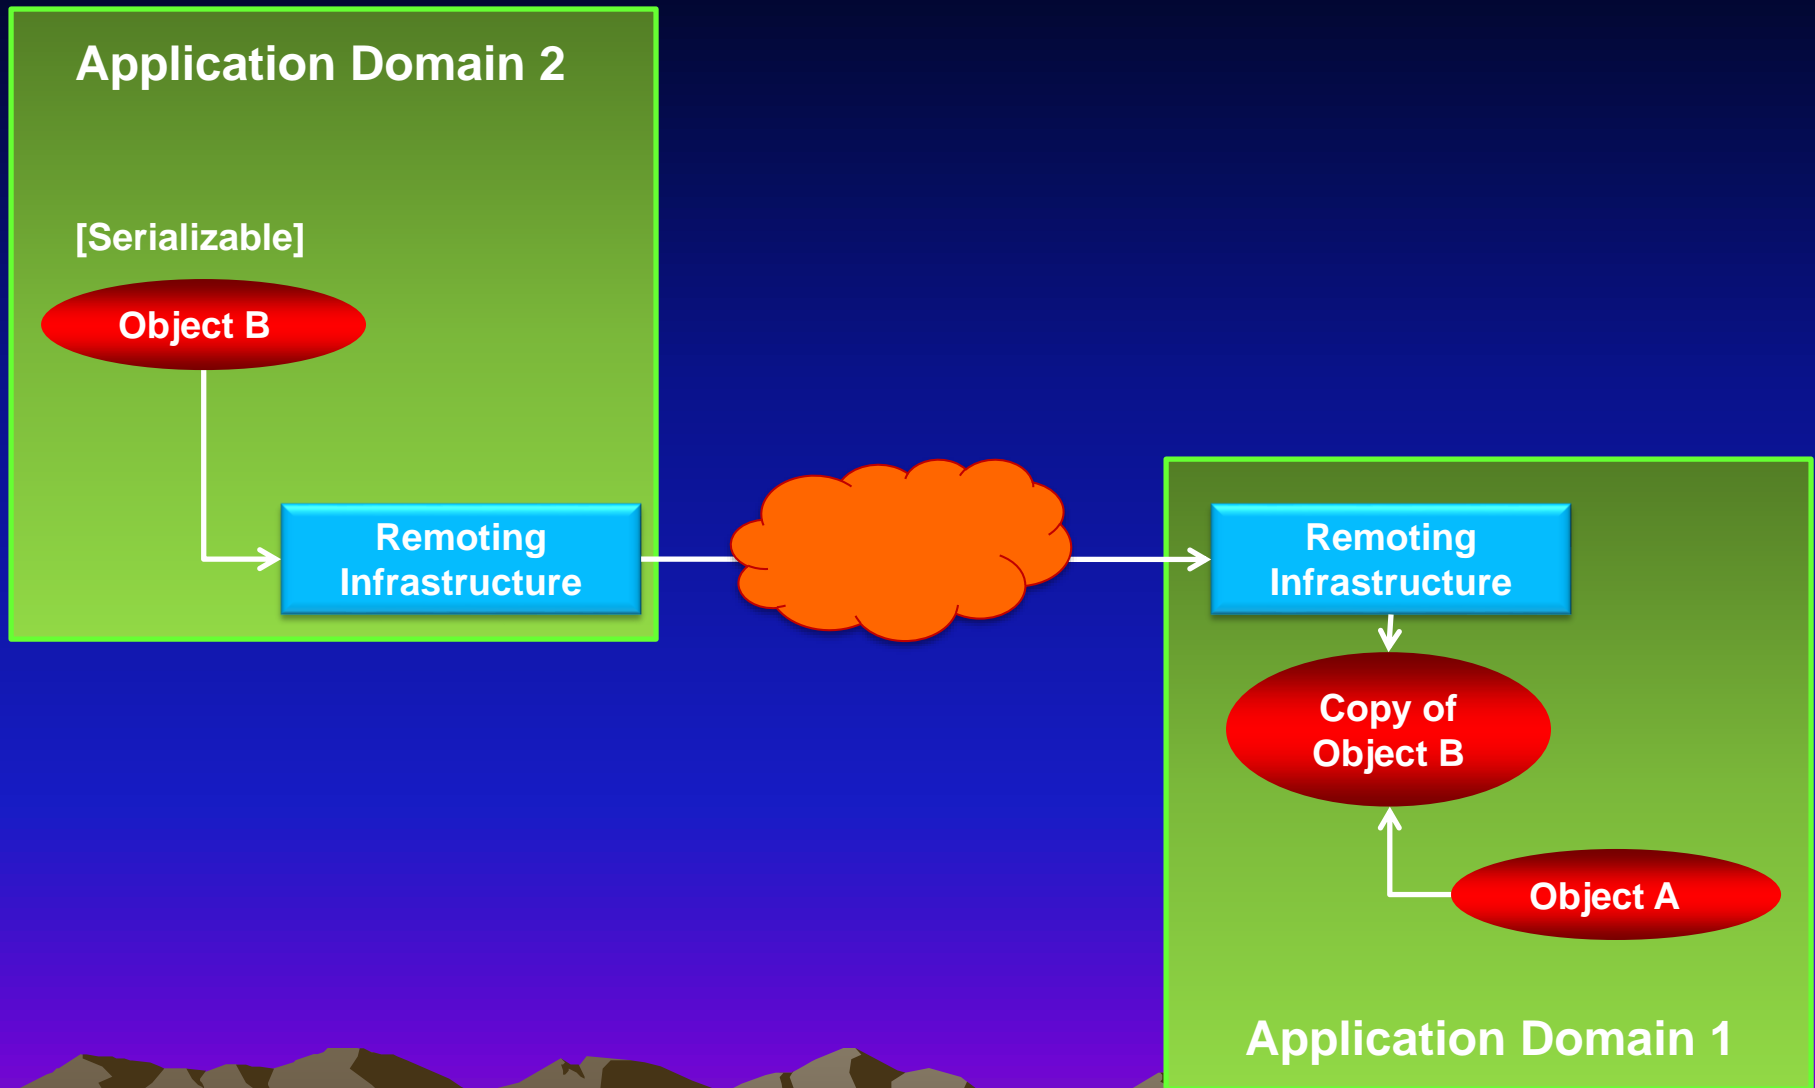 Application Domain 2
[Serializable]
Object B
Remoting
Infrastructure
Remoting
Infrastructure
Copy of
Object B
Object A
Application Domain 1